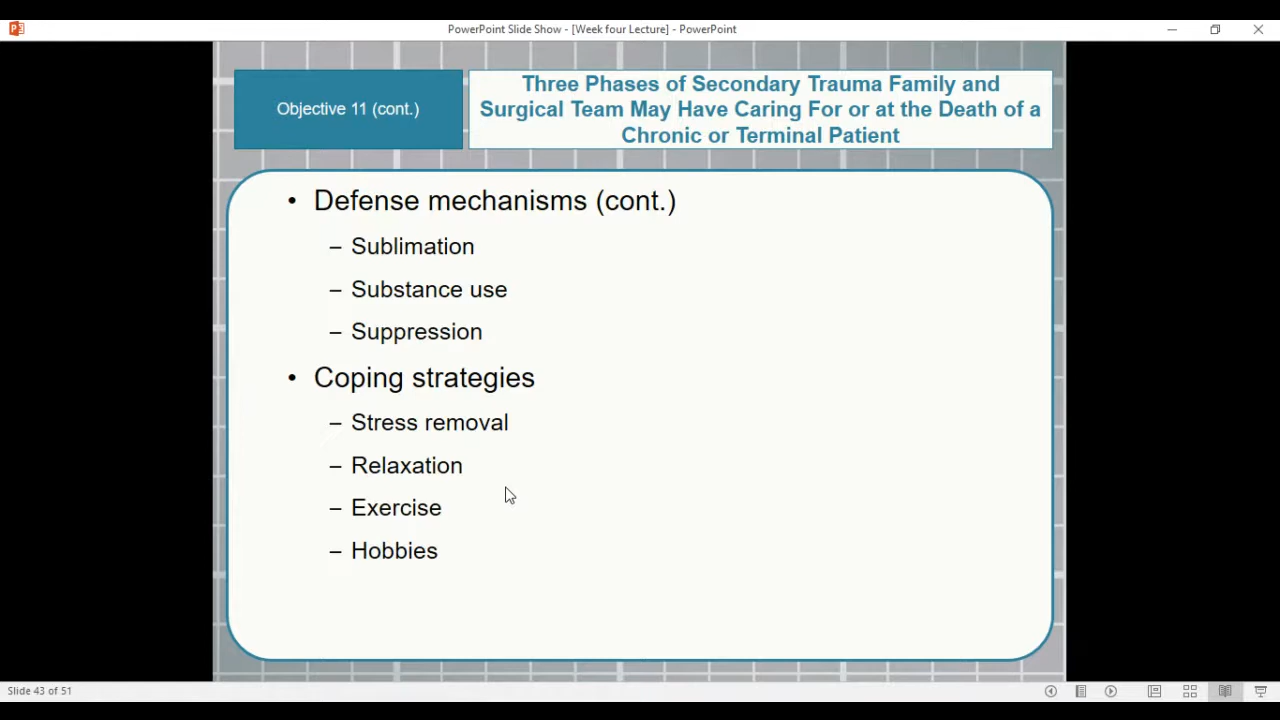 PowerPoint Slide Show - [Week four Lecture] - PowerPoint
Objective 11 (cont.)
Three Phases of Secondary Trauma Family and
Surgical Team May Have Caring For or at the Death of a
Chronic or Terminal Patient
• Defense mechanisms (cont.)
– Sublimation
– Substance use
– Suppression
• Coping strategies
– Stress removal
– Relaxation
– Exercise
– Hobbies
Slide 43 of 51